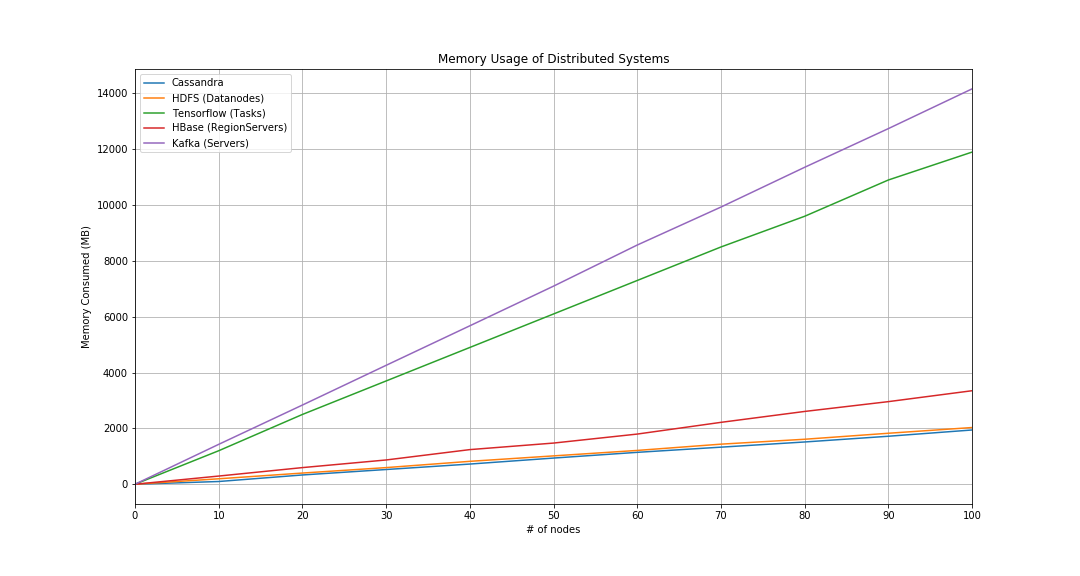 Memory Usage of Distributed Systems
Cassandra
HDFS (Datanodes)
Tensorflow (Tasks)
HBase (RegionServers)
Kafka (Servers)
Memory Consumed (MB)
14000
12000
10000
8000
6000
4000
2000
0
0 10 20 30 40 50 60 70 80 90 100
# of nodes